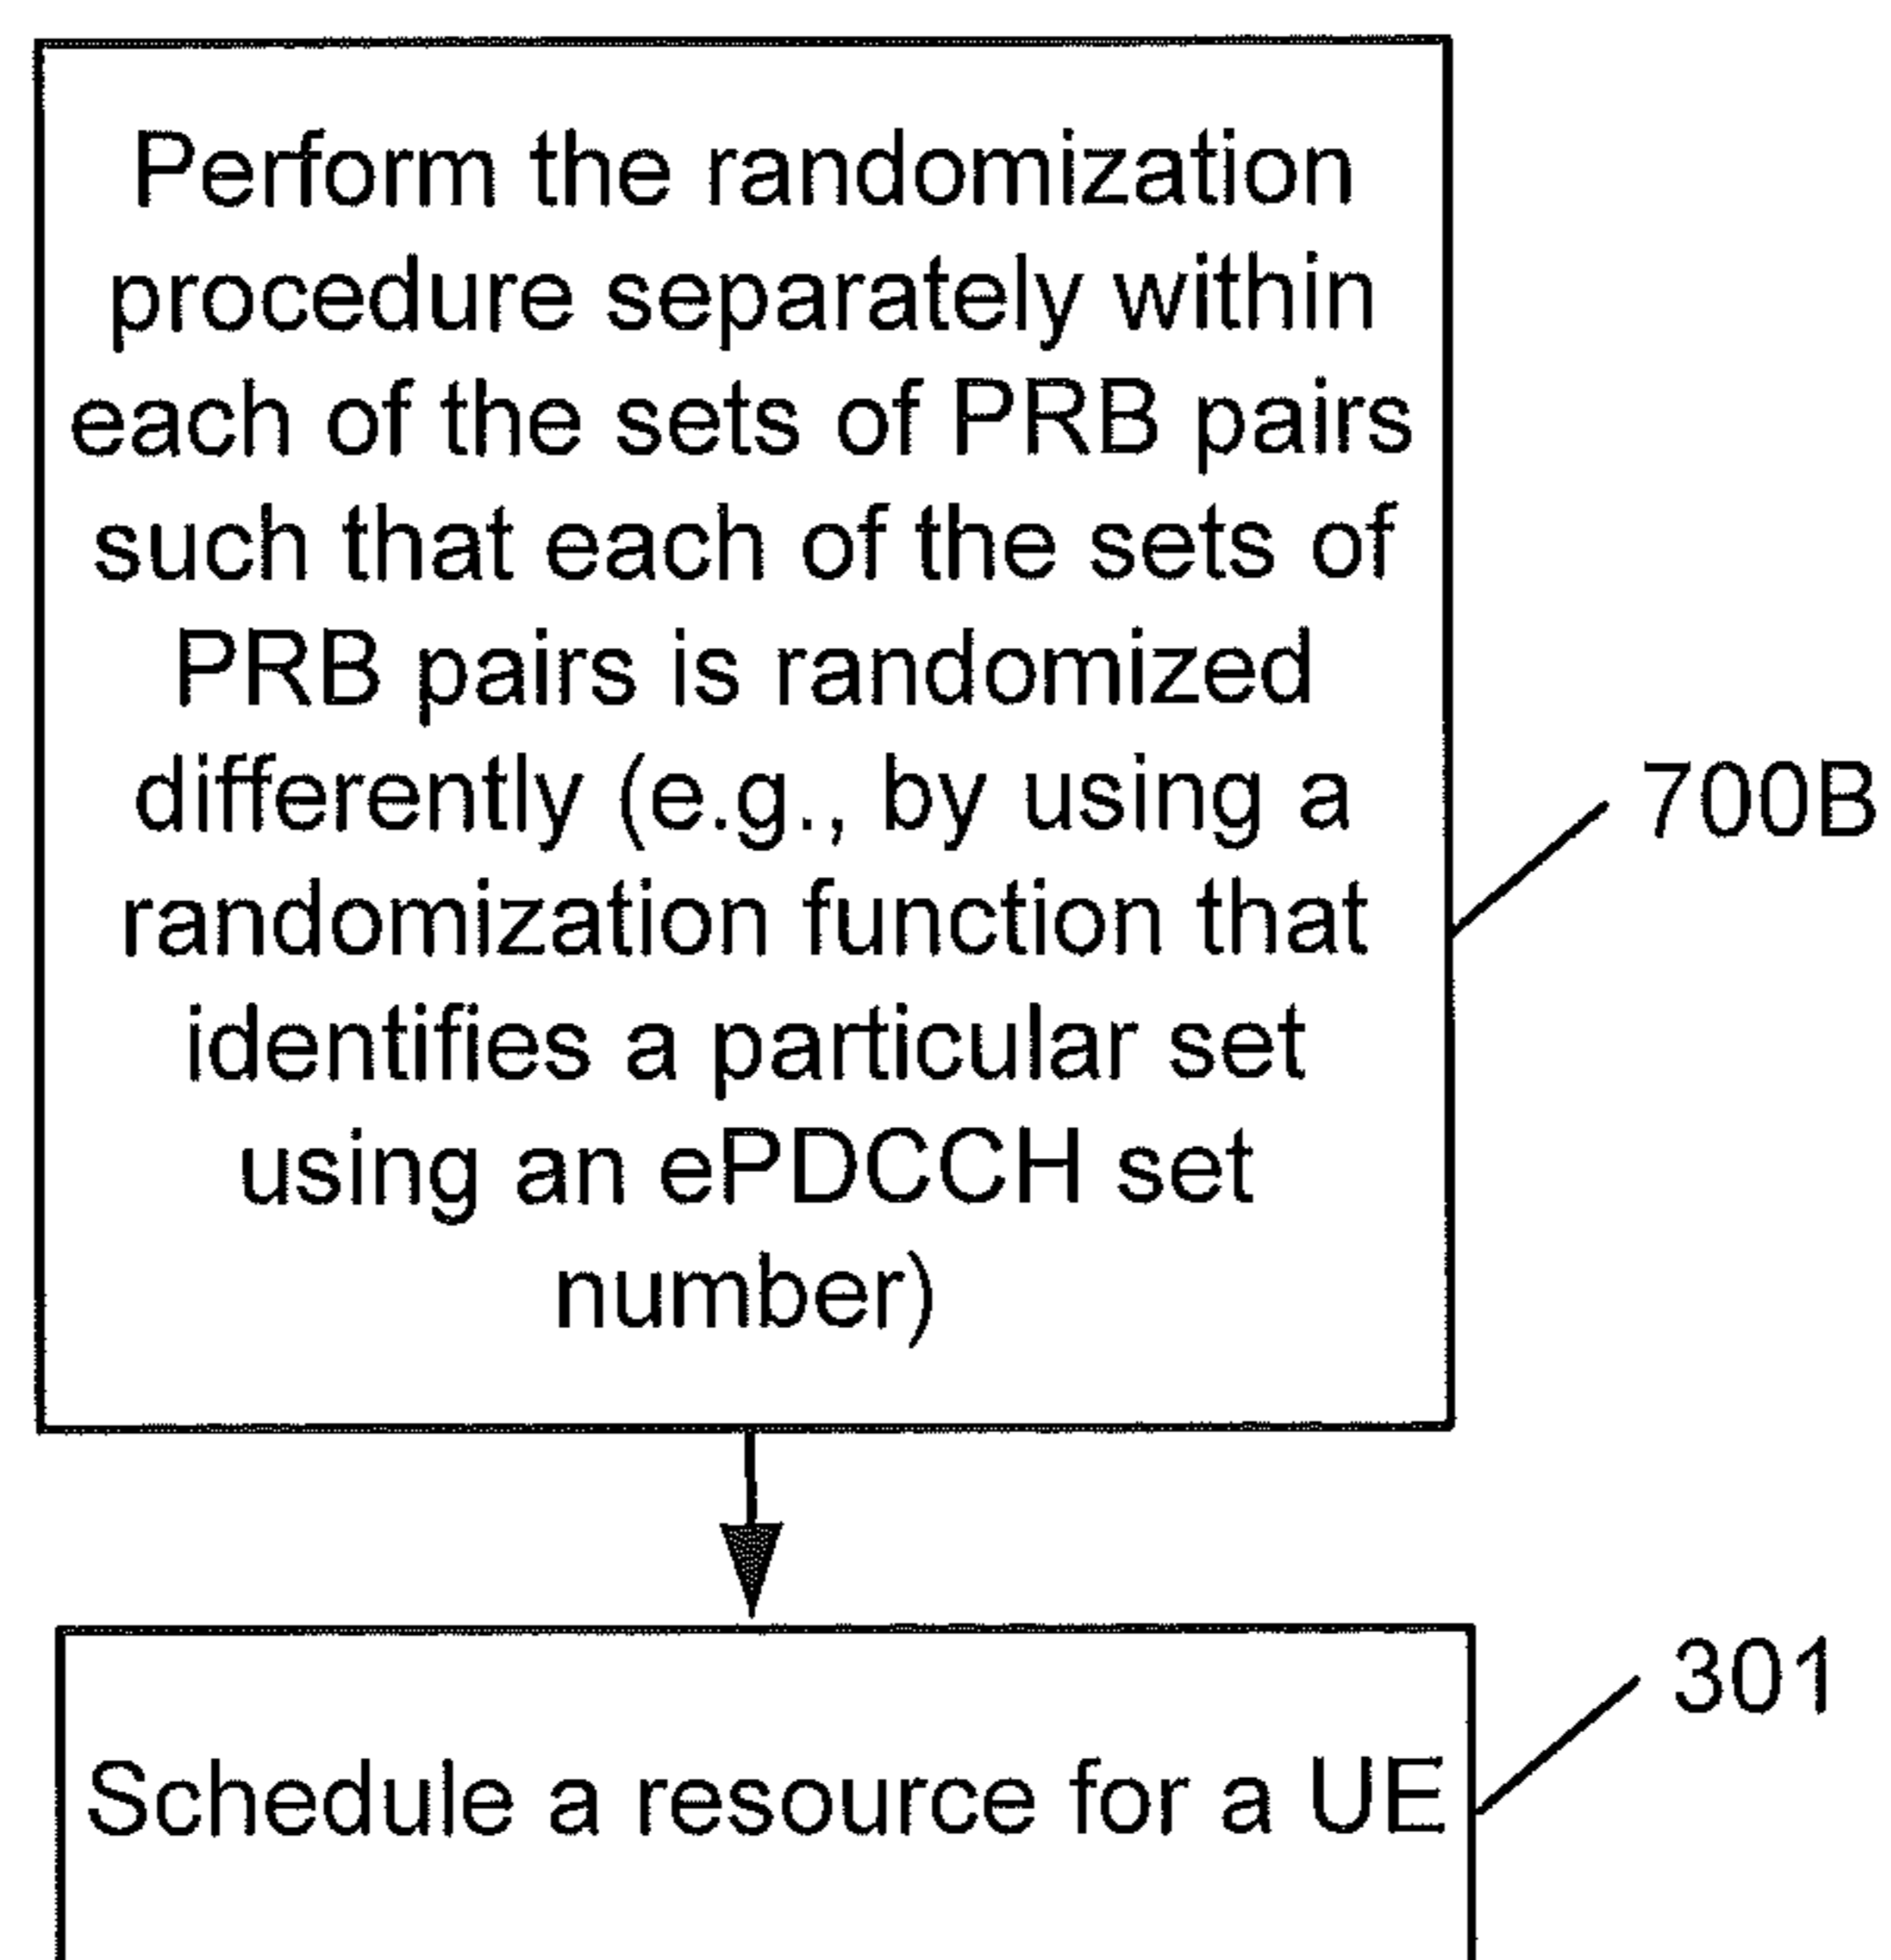 Perform the randomization
procedure separately within
each of the sets of PRB pairs
such that each of the sets of
PRB pairs is randomized
differently (e.g., by using a
randomization function that
identifies a particular set
using an ePDCCH set
number)
700B
301
Schedule a resource for a UE